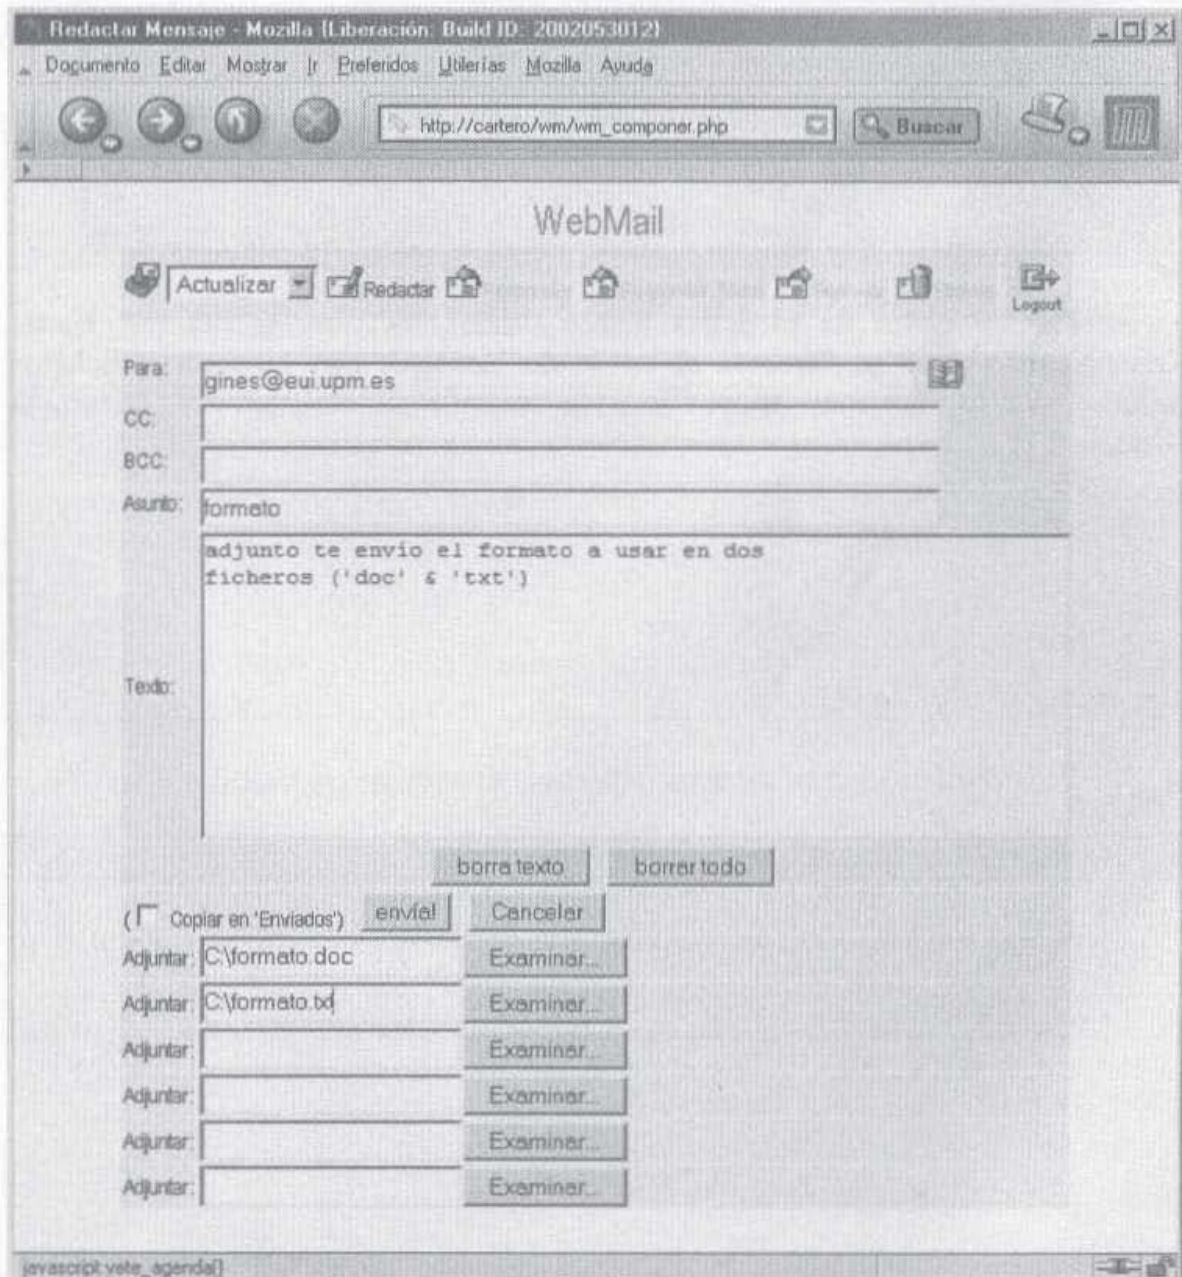 Redactar Mensaje - Mozilla {Liberación: Build ID: 2002053012}
Documento Editar Mostrar Ir Preferidos Utilerías Mozilla Ayuda
http://cartero/wm/wm_componer.php Buscar
WebMail
Actualizar Redactar Logout
Para: gines@eui.upm.es
CC:
BCC:
Asunto: formato
adjunto te envío el formato a usar en dos
ficheros ('doc' & 'txt')
Texto:
borra texto borrar todo
( Copiar en 'Enviados') envíal Cancelar
Adjuntar: C:\formato.doc Examinar...
Adjuntar: C:\formato.txt Examinar...
Adjuntar: Examinar...
Adjuntar: Examinar...
Adjuntar: Examinar...
Adjuntar: Examinar...
javascript:vete_agenda()